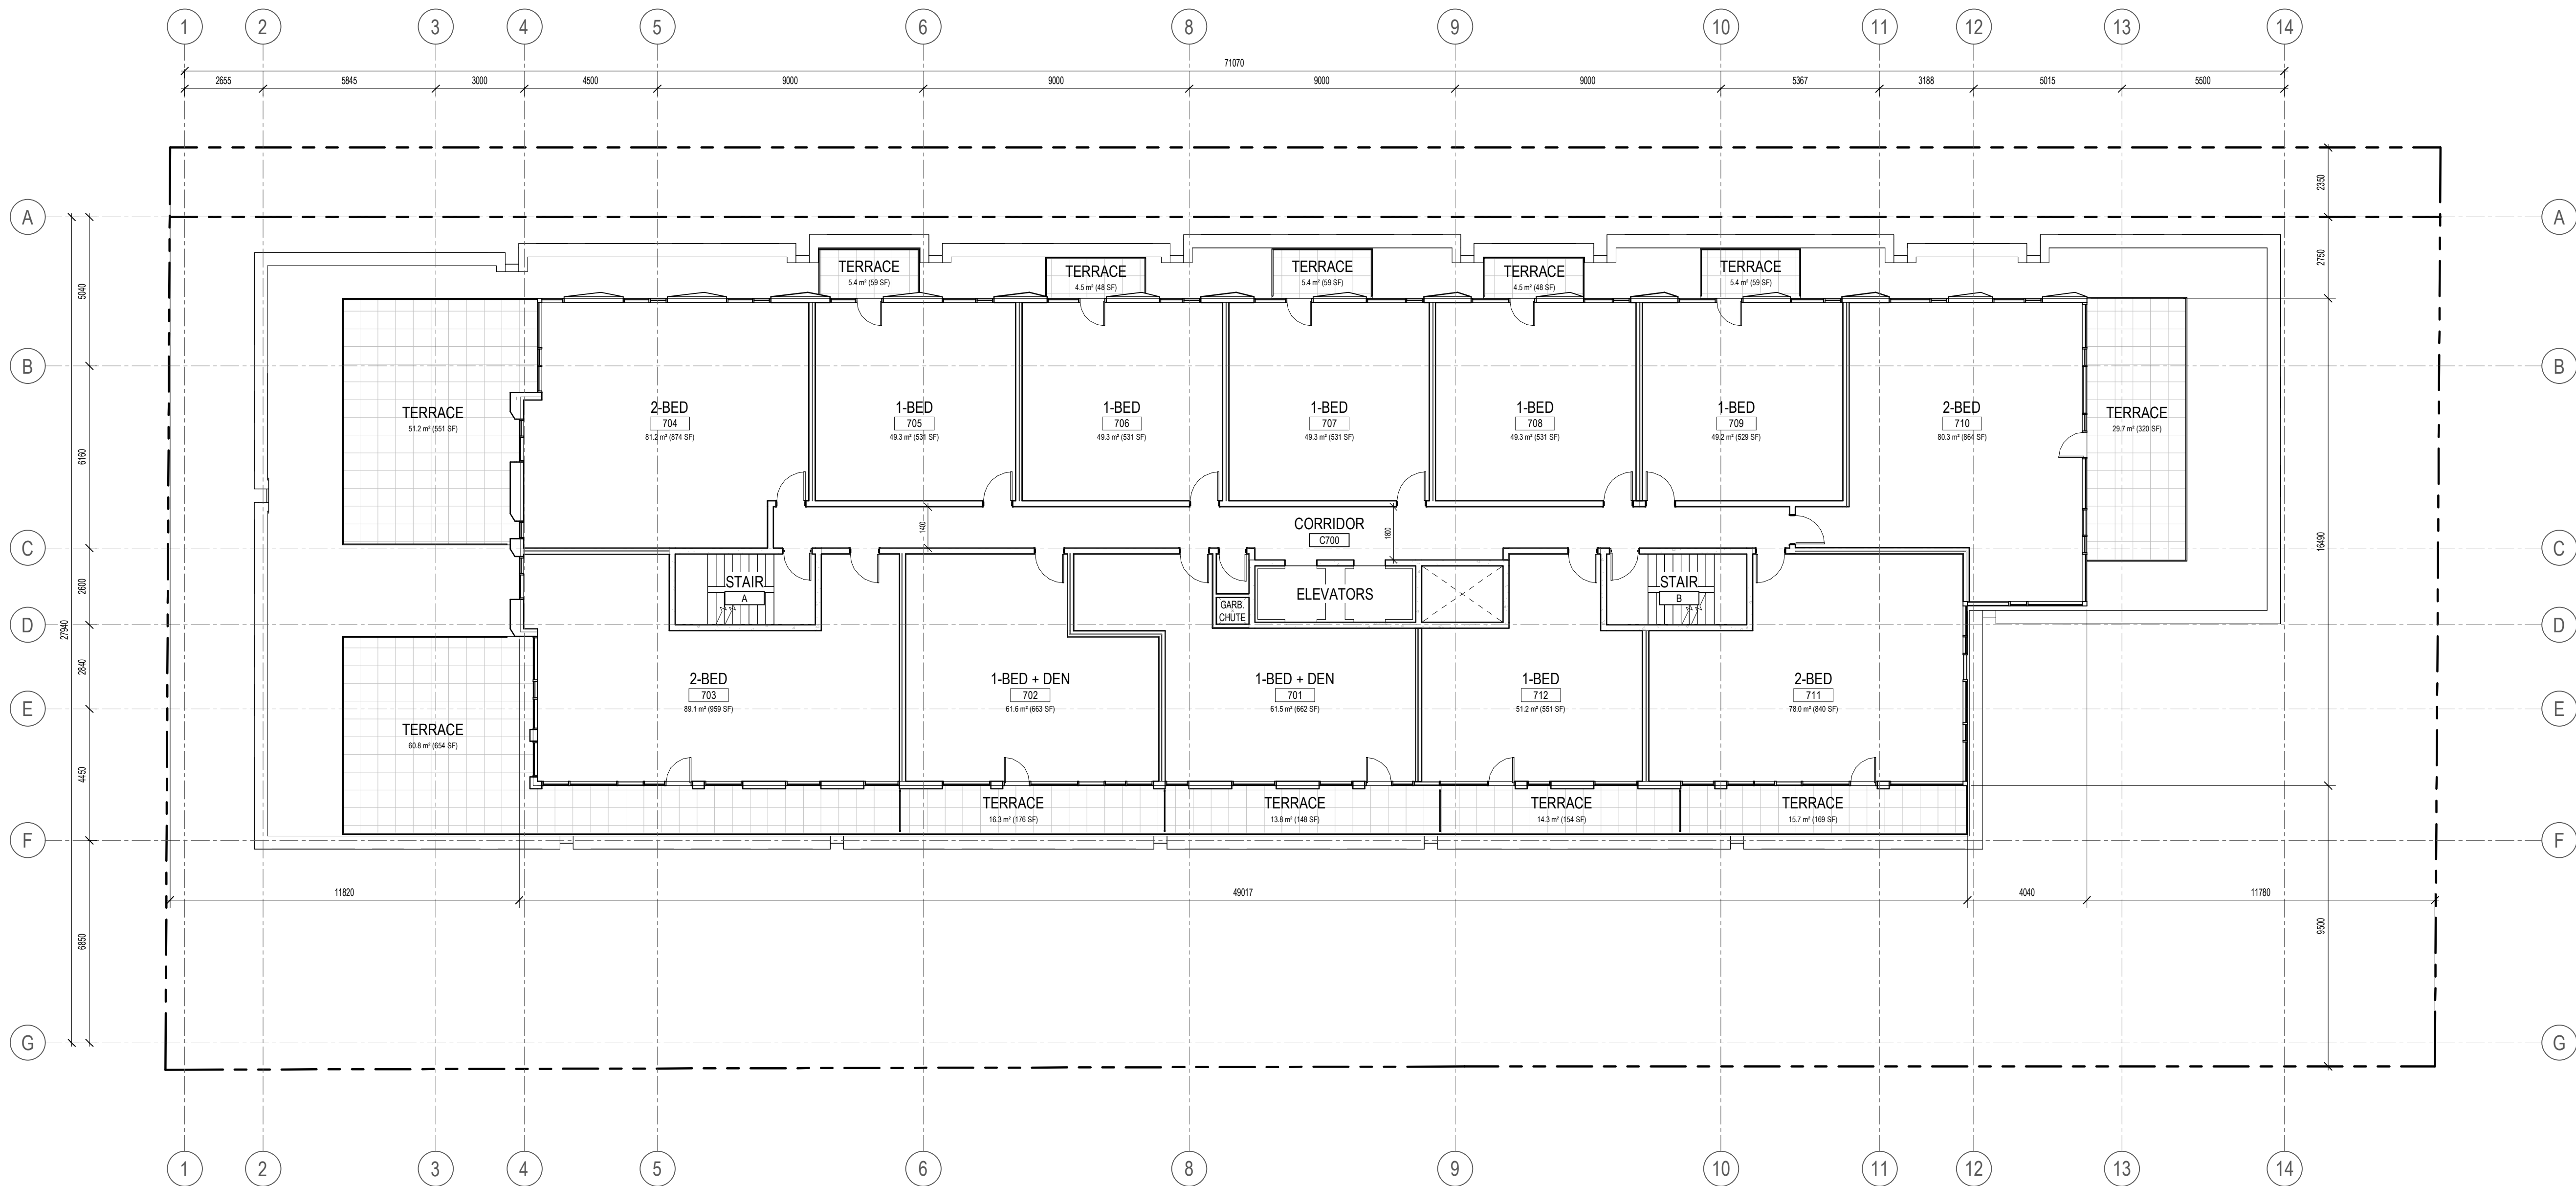 1 2 3 4 5 6 8 9 10 11 12 13 14
71070
2655 5845 3000 4500 9000 9000 9000 9000 5367 3188 5015 5500
2350
A A
2750
5040
TERRACE
5.4 m² (59 SF)
TERRACE
4.5 m² (48 SF)
TERRACE
5.4 m² (59 SF)
TERRACE
4.5 m² (48 SF)
TERRACE
5.4 m² (59 SF)
B B
TERRACE
51.2 m² (551 SF)
2-BED
704
81.2 m² (874 SF)
1-BED
705
49.3 m² (531 SF)
1-BED
706
49.3 m² (531 SF)
1-BED
707
49.3 m² (531 SF)
1-BED
708
49.3 m² (531 SF)
1-BED
709
49.2 m² (529 SF)
2-BED
710
80.3 m² (864 SF)
TERRACE
29.7 m² (320 SF)
6160
1400
CORRIDOR
C700
1800
16490
C C
2600
STAIR
A
GARB.
CHUTE
ELEVATORS
STAIR
B
D D
27940
2840
2-BED
703
89.1 m² (959 SF)
1-BED + DEN
702
61.6 m² (663 SF)
1-BED + DEN
701
61.5 m² (662 SF)
1-BED
712
51.2 m² (551 SF)
2-BED
711
78.0 m² (840 SF)
E E
TERRACE
60.8 m² (654 SF)
4450
TERRACE
16.3 m² (176 SF)
TERRACE
13.8 m² (148 SF)
TERRACE
14.3 m² (154 SF)
TERRACE
15.7 m² (169 SF)
F F
11820 49017 4040 11780
6850
9500
G G
1 2 3 4 5 6 8 9 10 11 12 13 14